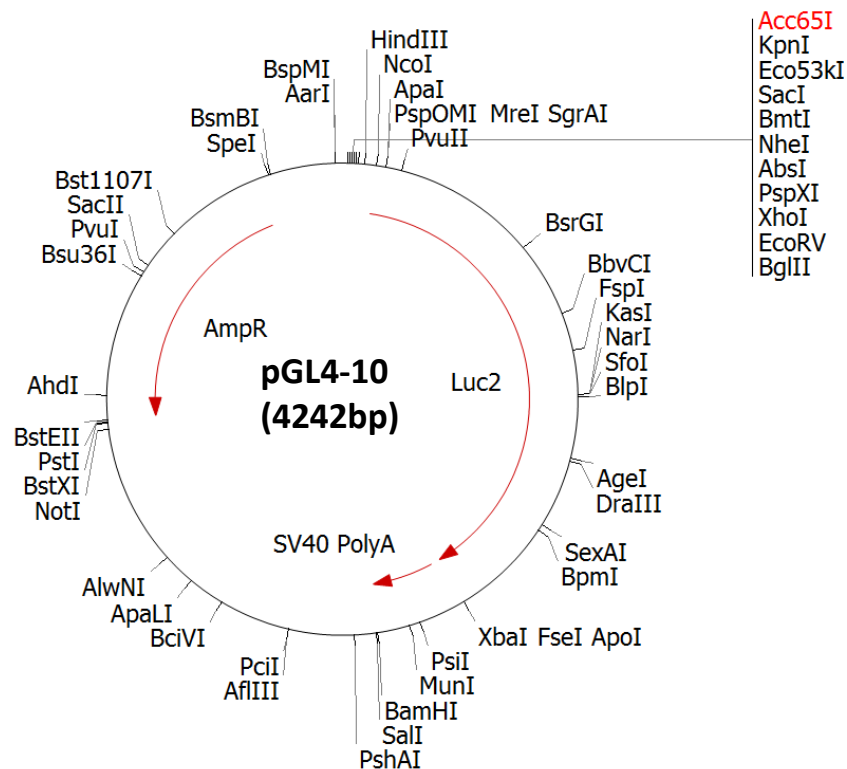 Acc65I
KpnI
Eco53kI
SacI
BmtI
NheI
AbsI
PspXI
XhoI
EcoRV
BglII
HindIII
NcoI
ApaI
PspOMI MreI SgrAI
PvuII
BsrGI
BbvCI
FspI
KasI
NarI
SfoI
BlpI
AgeI
DraIII
SexAI
BpmI
XbaI FseI ApoI
PsiI
MunI
BamHI
SalI
PshAI
PciI
AflIII
BciVI
ApaLI
AlwNI
NotI
BstXI
PstI
BstEII
AhdI
Bsu36I
PvuI
SacII
Bst1107I
SpeI
BsmBI
AarI
BspMI
AmpR
pGL4-10
(4242bp)
Luc2
SV40 PolyA